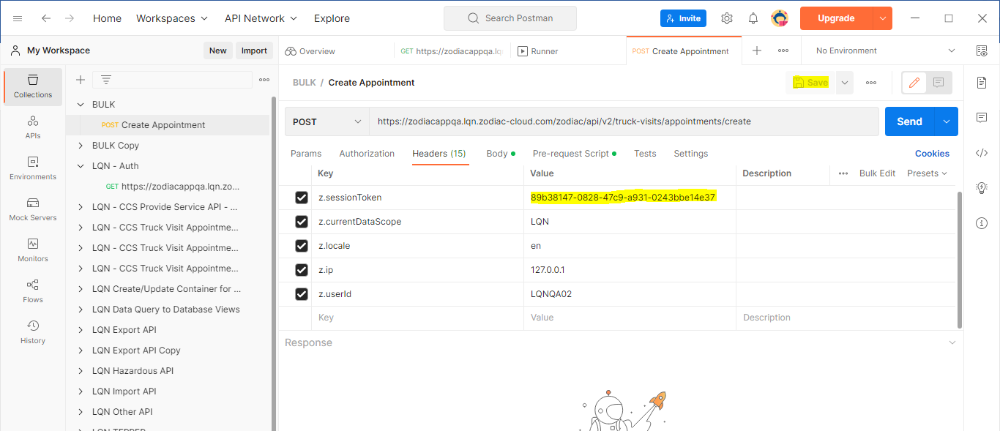 Home Workspaces API Network Explore Search Postman Invite Upgrade
My Workspace New Import
Overview GET https://zodiacappqa.lq Runner POST Create Appointment No Environment
Collections
APIs
Environments
Mock Servers
Monitors
Flows
History
BULK
POST Create Appointment
BULK Copy
LQN - Auth
GET https://zodiacappqa.lqn.zo...
LQN - CCS Provide Service API - ...
LQN - CCS Truck Visit Appointme...
LQN - CCS Truck Visit Appointme...
LQN - CCS Truck Visit Appointme...
LQN Create/Update Container for ...
LQN Data Query to Database Views
LQN Export API
LQN Export API Copy
LQN Hazardous API
LQN Import API
LQN Other API
BULK / Create Appointment Save
POST https://zodiacappqa.lqn.zodiac-cloud.com/zodiac/api/v2/truck-visits/appointments/create Send
Params Authorization Headers (15) Body Pre-request Script Tests Settings Cookies
Key Value Description Bulk Edit Presets
z.sessionToken 89b38147-0828-47c9-a931-0243bbe14e37
z.currentDataScope LQN
z.locale en
z.ip 127.0.0.1
z.userId LQNQA02
Key Value Description
Response